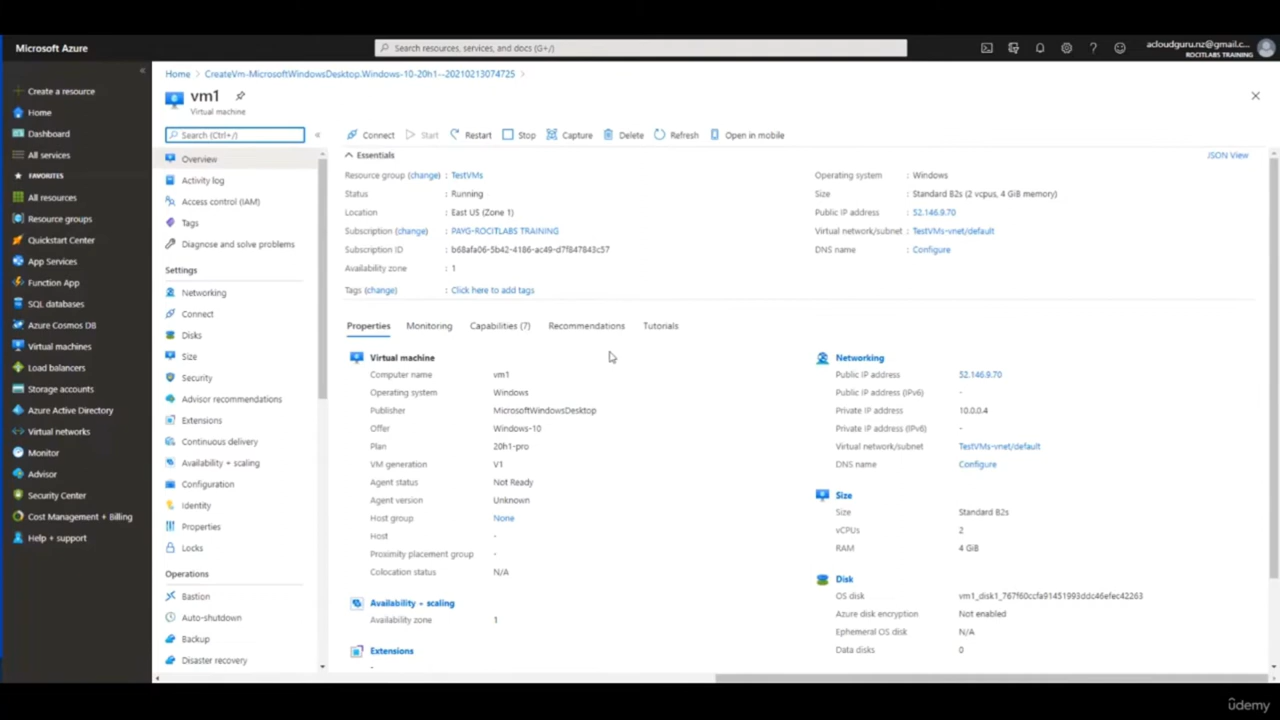 Microsoft Azure
Search resources, services, and docs (G+/)
acloudguru.nz@gmail.c...
ROCITLABS TRAINING
Create a resource
Home
Dashboard
All services
FAVORITES
All resources
Resource groups
Quickstart Center
App Services
Function App
SQL databases
Azure Cosmos DB
Virtual machines
Load balancers
Storage accounts
Azure Active Directory
Virtual networks
Monitor
Advisor
Security Center
Cost Management + Billing
Help + support
Home > CreateVm-MicrosoftWindowsDesktop.Windows-10-20h1--20210213074725 >
vm1
Virtual machine
Search (Ctrl+/)
Overview
Activity log
Access control (IAM)
Tags
Diagnose and solve problems
Settings
Networking
Connect
Disks
Size
Security
Advisor recommendations
Extensions
Continuous delivery
Availability + scaling
Configuration
Identity
Properties
Locks
Operations
Bastion
Auto-shutdown
Backup
Disaster recovery
Connect Start Restart Stop Capture Delete Refresh Open in mobile
Essentials
JSON View
Resource group (change) : TestVMs
Status : Running
Location : East US (Zone 1)
Subscription (change) : PAYG-ROCITLABS TRAINING
Subscription ID : b68afa06-5b42-4186-ac49-d7f847843c57
Availability zone : 1
Tags (change) : Click here to add tags
Operating system : Windows
Size : Standard B2s (2 vcpus, 4 GiB memory)
Public IP address : 52.146.9.70
Virtual network/subnet : TestVMs-vnet/default
DNS name : Configure
Properties Monitoring Capabilities (7) Recommendations Tutorials
Virtual machine
Computer name vm1
Operating system Windows
Publisher MicrosoftWindowsDesktop
Offer Windows-10
Plan 20h1-pro
VM generation V1
Agent status Not Ready
Agent version Unknown
Host group None
Host -
Proximity placement group -
Colocation status N/A
Availability + scaling
Availability zone 1
Extensions
-
Networking
Public IP address 52.146.9.70
Public IP address (IPv6) -
Private IP address 10.0.0.4
Private IP address (IPv6) -
Virtual network/subnet TestVMs-vnet/default
DNS name Configure
Size
Size Standard B2s
vCPUs 2
RAM 4 GiB
Disk
OS disk vm1_disk1_767f60ccfa91451993ddc46efec42263
Azure disk encryption Not enabled
Ephemeral OS disk N/A
Data disks 0
udemy